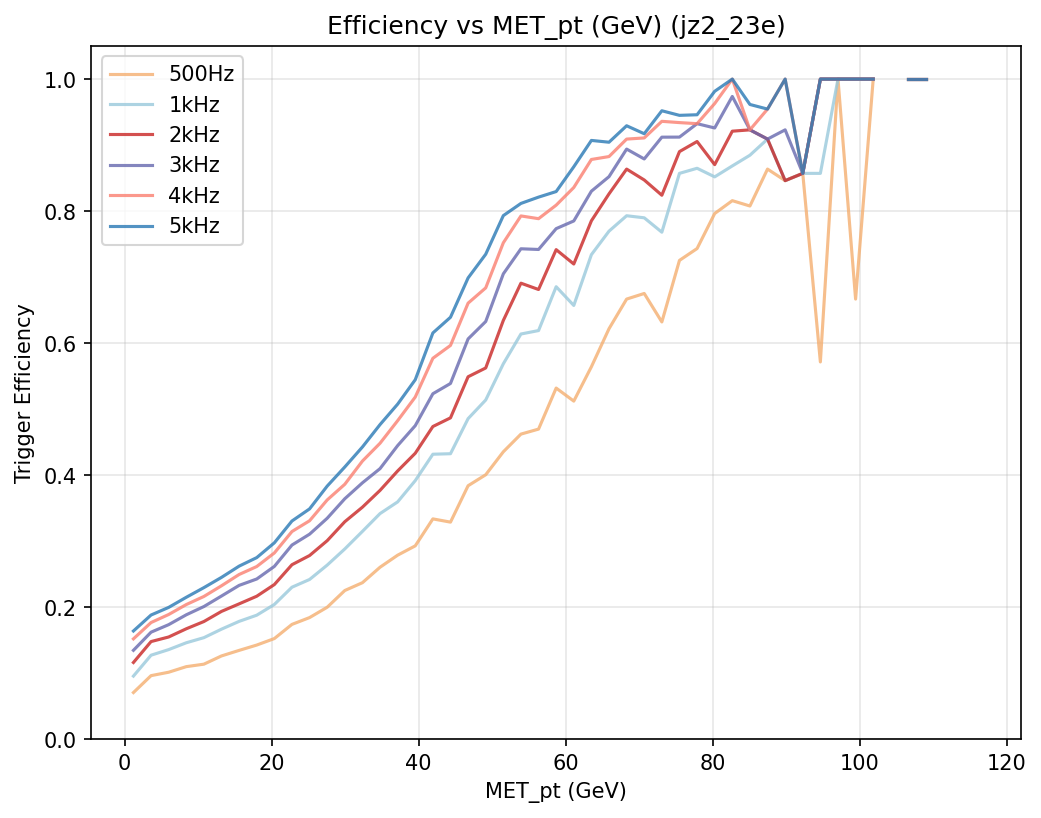 Efficiency vs MET_pt (GeV) (jz2_23e)
500Hz
1kHz
2kHz
3kHz
4kHz
5kHz
Trigger Efficiency
1.0
0.8
0.6
0.4
0.2
0.0
0
20
40
60
80
100
120
MET_pt (GeV)